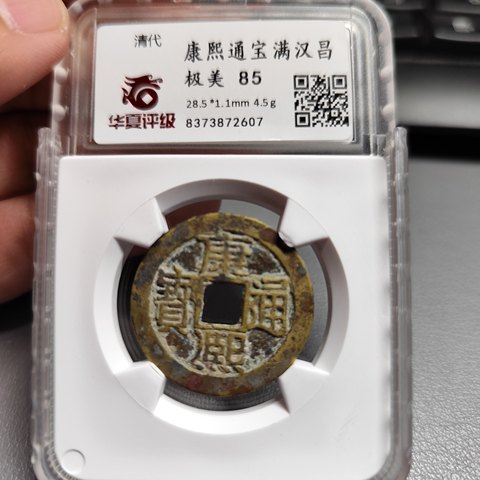 清代
华夏评级
康熙通宝满汉昌
极美 85
28.5*1.1mm 4.5g
8373872607
康熙通寶